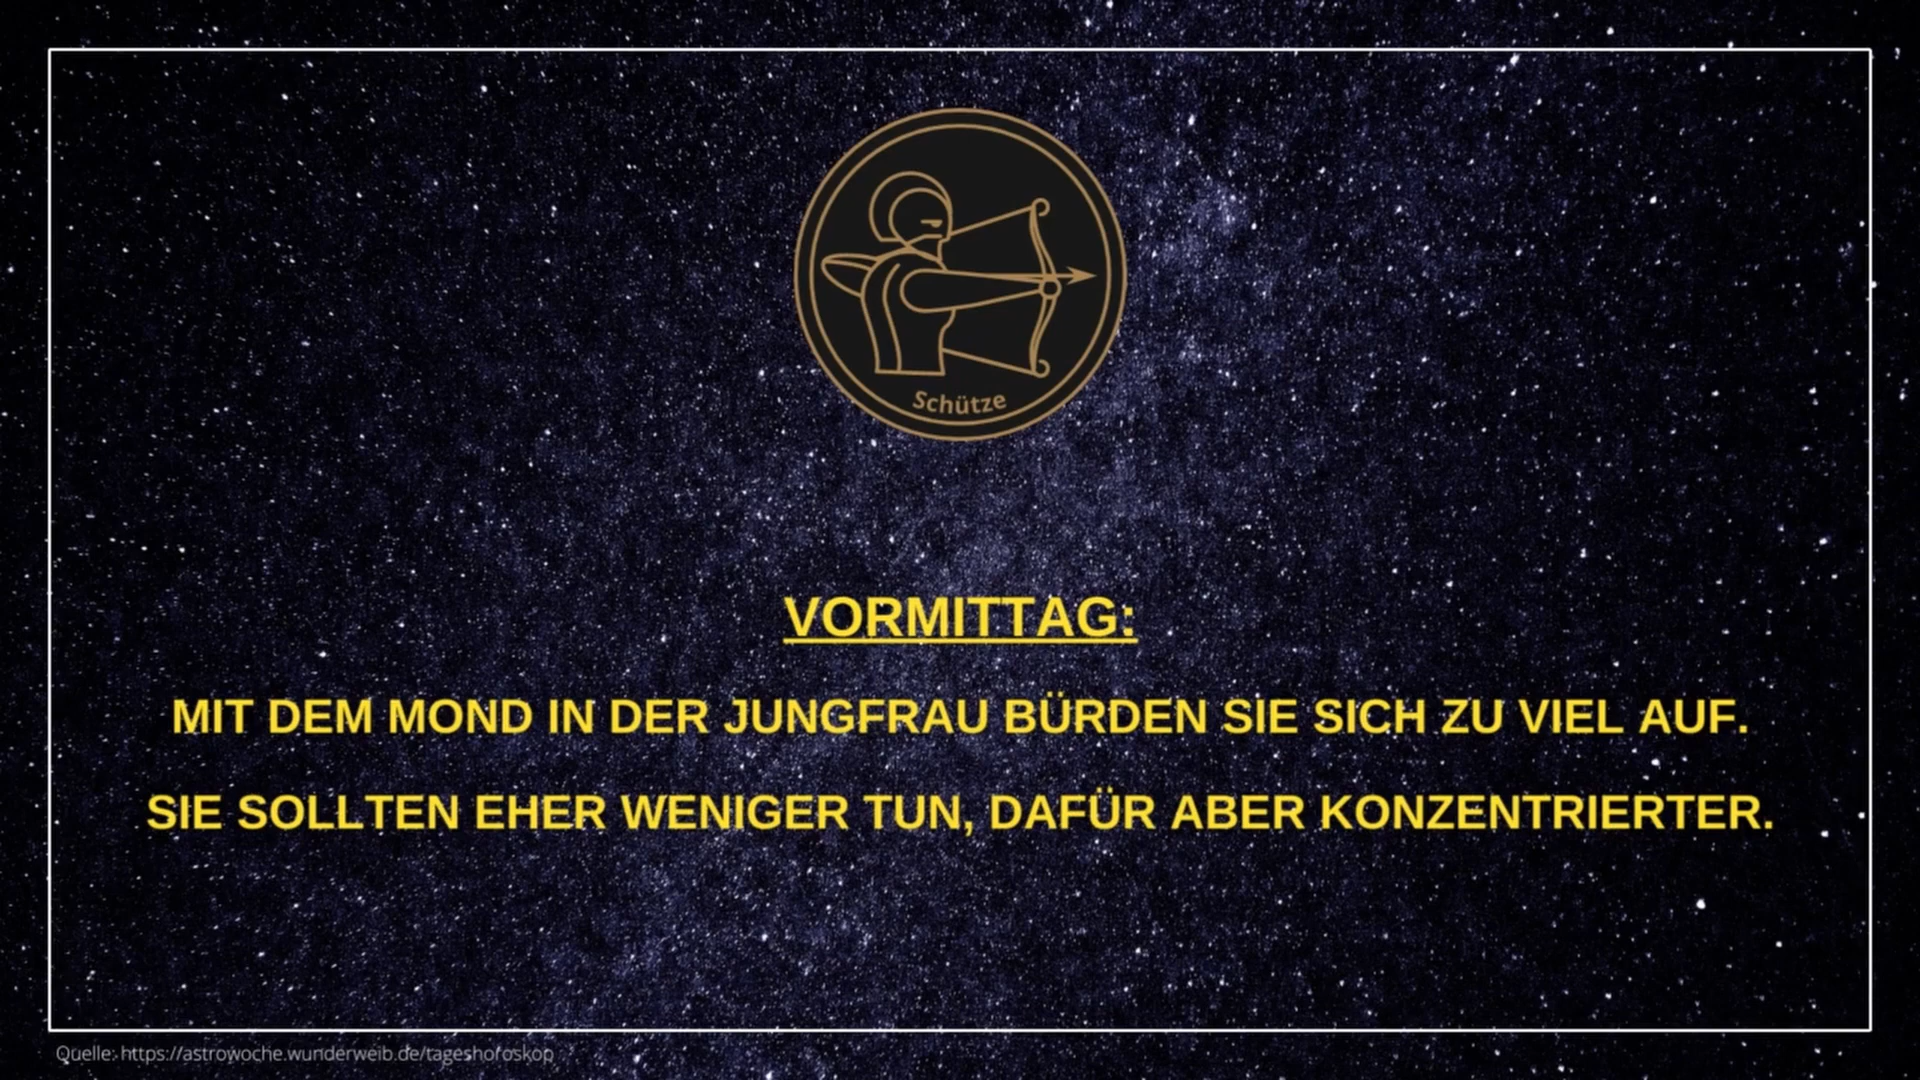 Schütze
VORMITTAG:
MIT DEM MOND IN DER JUNGFRAU BÜRDEN SIE SICH ZU VIEL AUF.
SIE SOLLTEN EHER WENIGER TUN, DAFÜR ABER KONZENTRIERTER.
Quelle: https://astrowoche.wunderweib.de/tageshoroskop